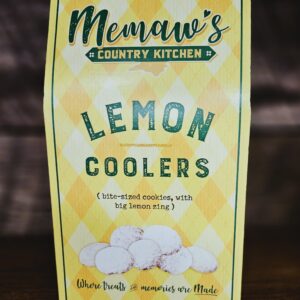 Memaw's
COUNTRY KITCHEN
LEMON
COOLERS
( bite-sized cookies, with
big lemon zing )
Where treats & memories are Made